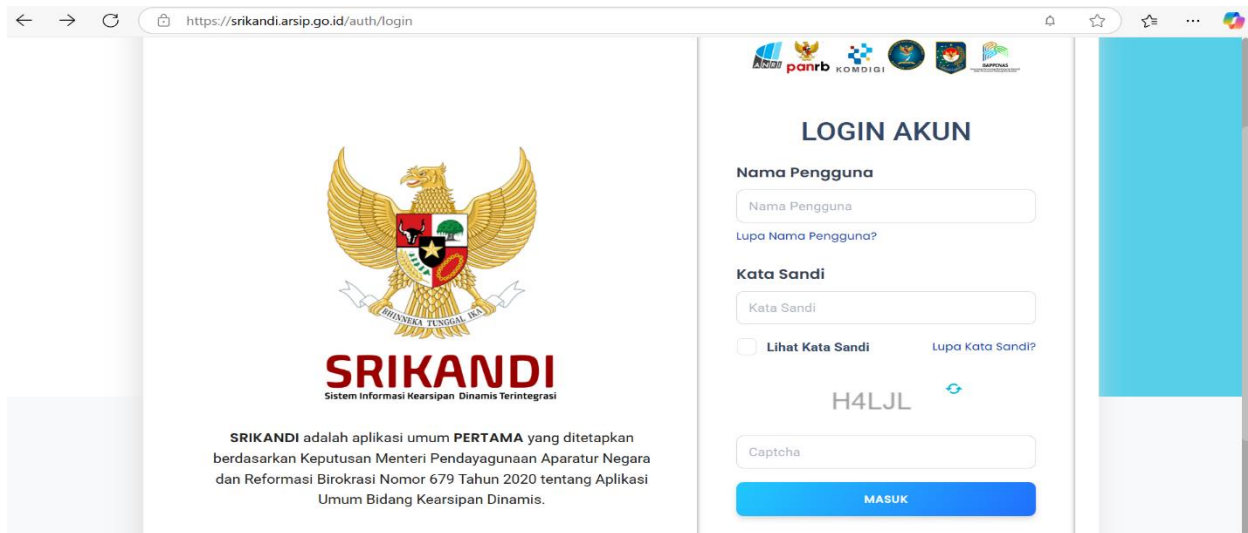 https://srikandi.arsip.go.id/auth/login
ANRI panrb KOMDIGI BAPPENAS
BHINNEKA TUNGGAL IKA
SRIKANDI
Sistem Informasi Kearsipan Dinamis Terintegrasi
SRIKANDI adalah aplikasi umum PERTAMA yang ditetapkan
berdasarkan Keputusan Menteri Pendayagunaan Aparatur Negara
dan Reformasi Birokrasi Nomor 679 Tahun 2020 tentang Aplikasi
Umum Bidang Kearsipan Dinamis.
LOGIN AKUN
Nama Pengguna
Nama Pengguna
Lupa Nama Pengguna?
Kata Sandi
Kata Sandi
Lihat Kata Sandi Lupa Kata Sandi?
H4LJL
Captcha
MASUK